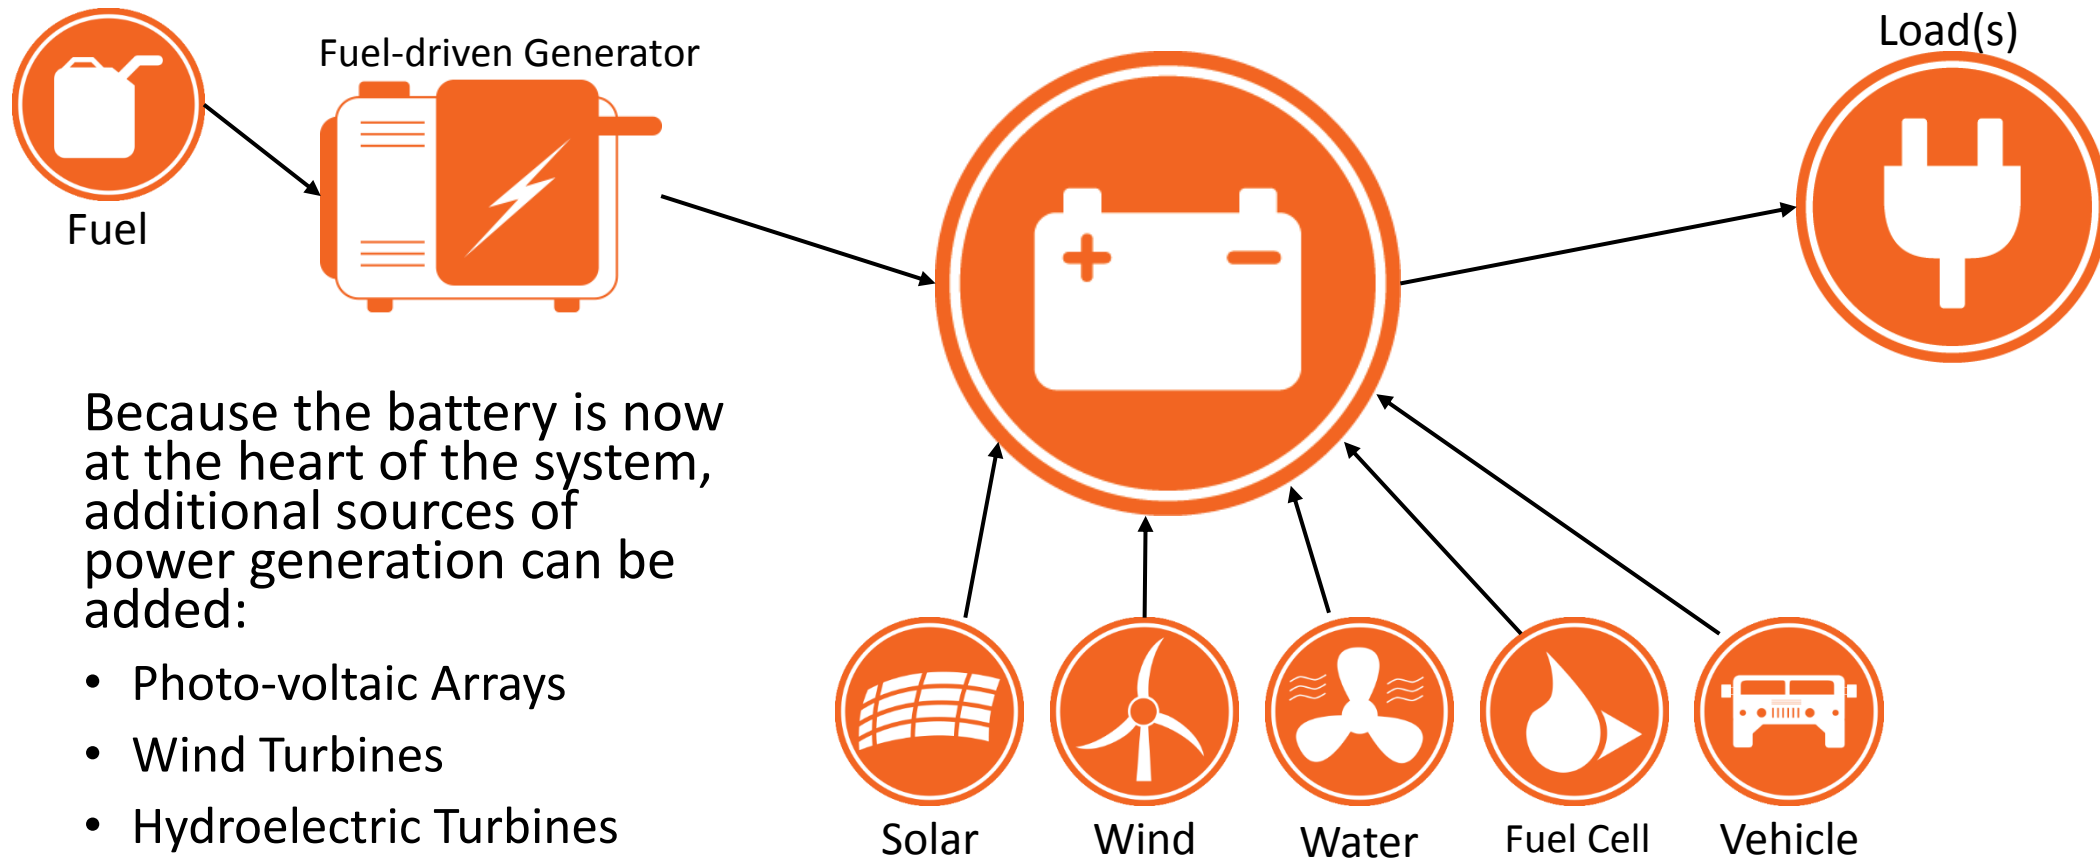 Fuel-driven Generator
Load(s)
Fuel
+
−
Because the battery is now
at the heart of the system,
additional sources of
power generation can be
added:
• Photo-voltaic Arrays
• Wind Turbines
• Hydroelectric Turbines
Solar
Wind
Water
Fuel Cell
Vehicle